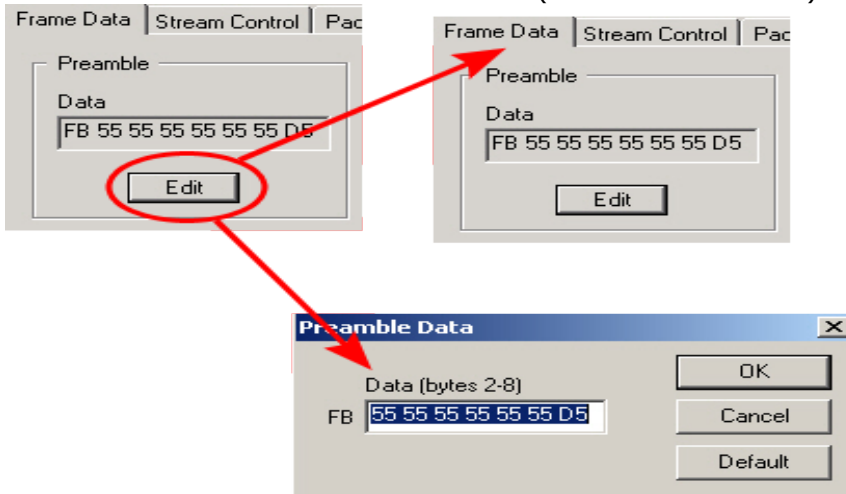 Frame Data Stream Control Pac
Preamble
Data
FB 55 55 55 55 55 55 D5
Edit
Frame Data Stream Control Pac
Preamble
Data
FB 55 55 55 55 55 55 D5
Edit
Preamble Data
Data (bytes 2-8)
FB 55 55 55 55 55 55 D5
OK
Cancel
Default